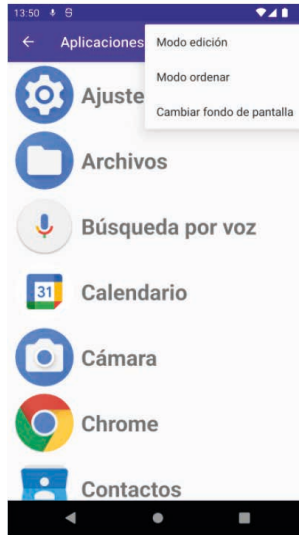 13:50
Aplicaciones
Modo edición
Modo ordenar
Cambiar fondo de pantalla
Ajuste
Archivos
Búsqueda por voz
31
Calendario
Cámara
Chrome
Contactos